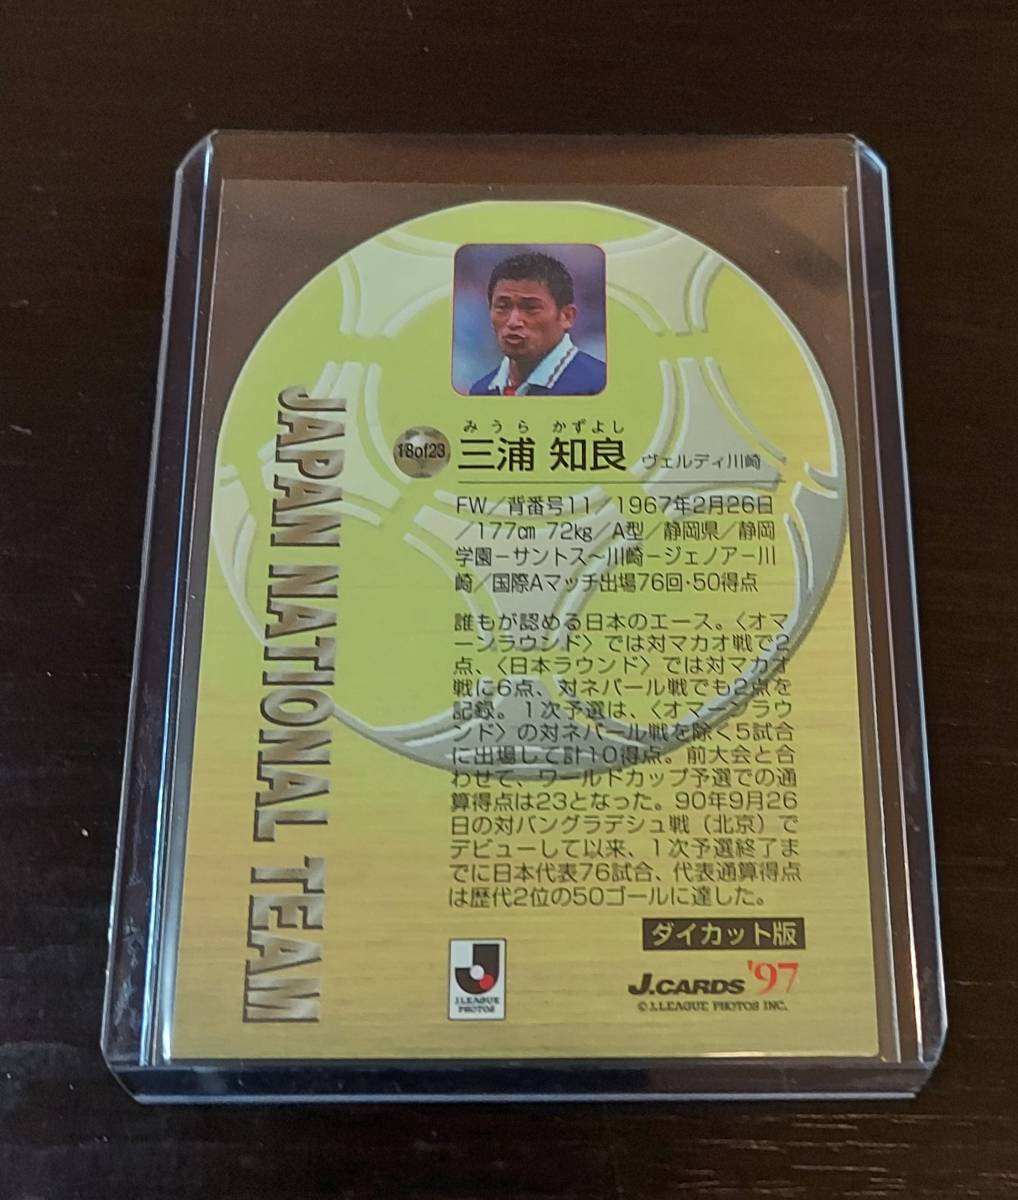 みうら かずよし
18of23 三浦 知良 ヴェルディ川崎
FW／背番号11／1967年2月26日
／177㎝ 72㎏／A型／静岡県／静岡
学園－サントス～川崎－ジェノアー川
崎／国際Aマッチ出場76回・50得点
誰もが認める日本のエース。〈オマ
ーンラウンド〉では対マカオ戦で2
点、〈日本ラウンド〉では対マカオ
戦に6点、対ネパール戦でも2点を
記録。1次予選は、〈オマーンラウ
ンド〉の対ネパール戦を除く5試合
に出場して計10得点。前大会と合
わせて、ワールドカップ予選での通
算得点は23となった。90年9月26
日の対バングラデシュ戦（北京）で
デビューして以来、1次予選終了ま
でに日本代表76試合、代表通算得点
は歴代2位の50ゴールに達した。
ダイカット版
JAPAN NATIONAL TEAM
J.LEAGUE
PHOTOS
J.CARDS '97
© J.LEAGUE PHOTOS INC.